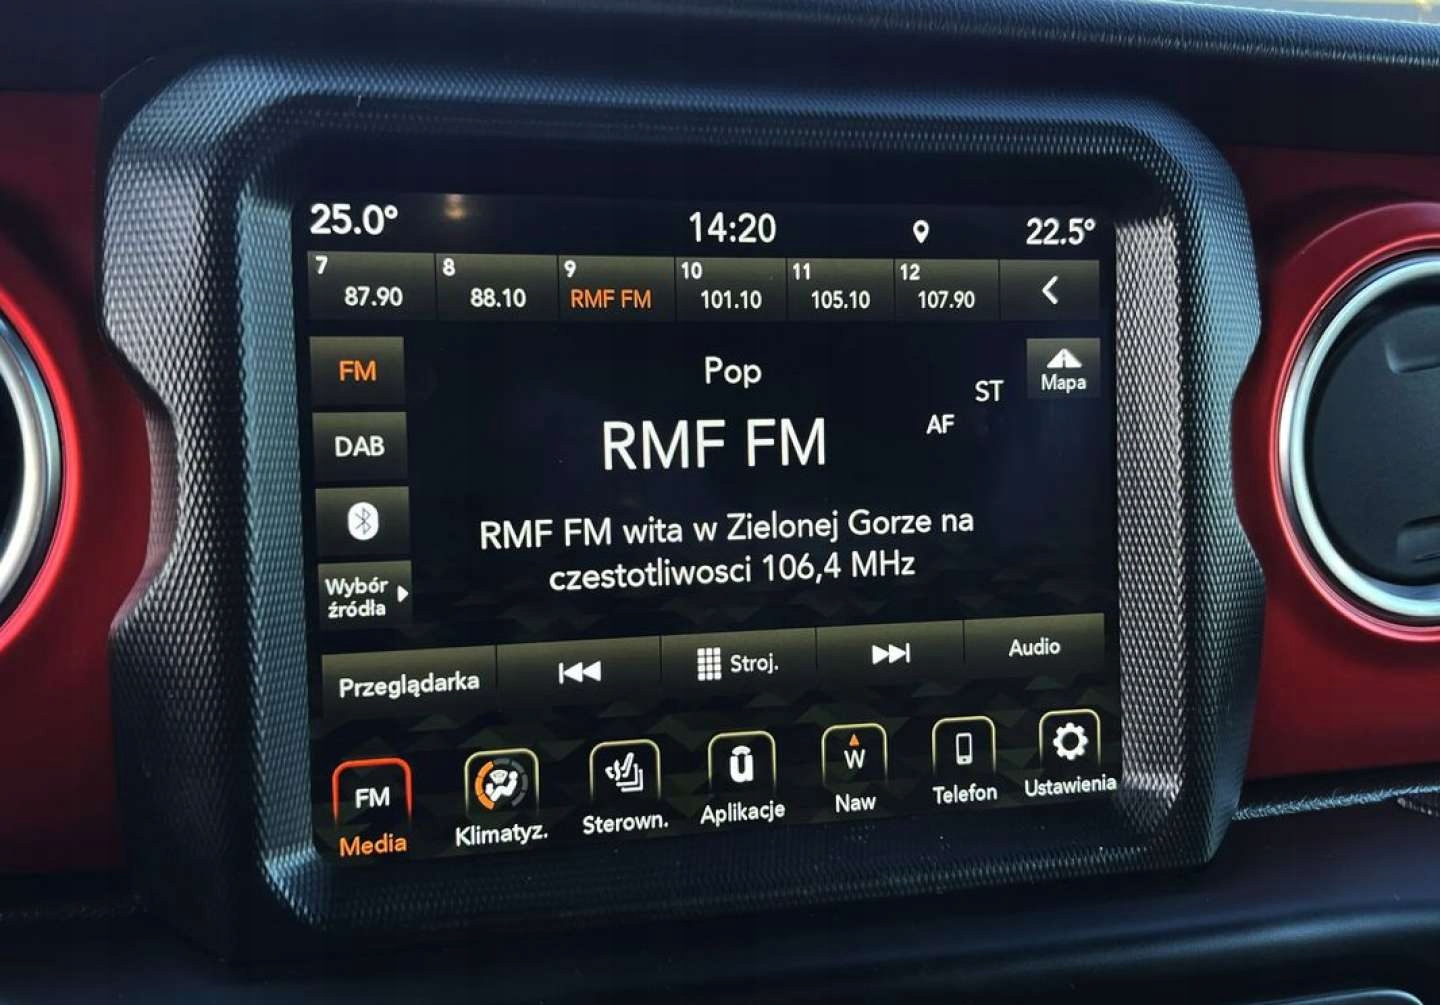 25.0° 14:20 22.5°
7 8 9 10 11 12
87.90 88.10 RMF FM 101.10 105.10 107.90
FM
Pop
ST
Mapa
AF
DAB
RMF FM
RMF FM wita w Zielonej Gorze na
czestotliwosci 106,4 MHz
Wybór
źródła
Przeglądarka Stroj. Audio
FM W
Media Klimatyz. Sterown. Aplikacje Naw Telefon Ustawienia